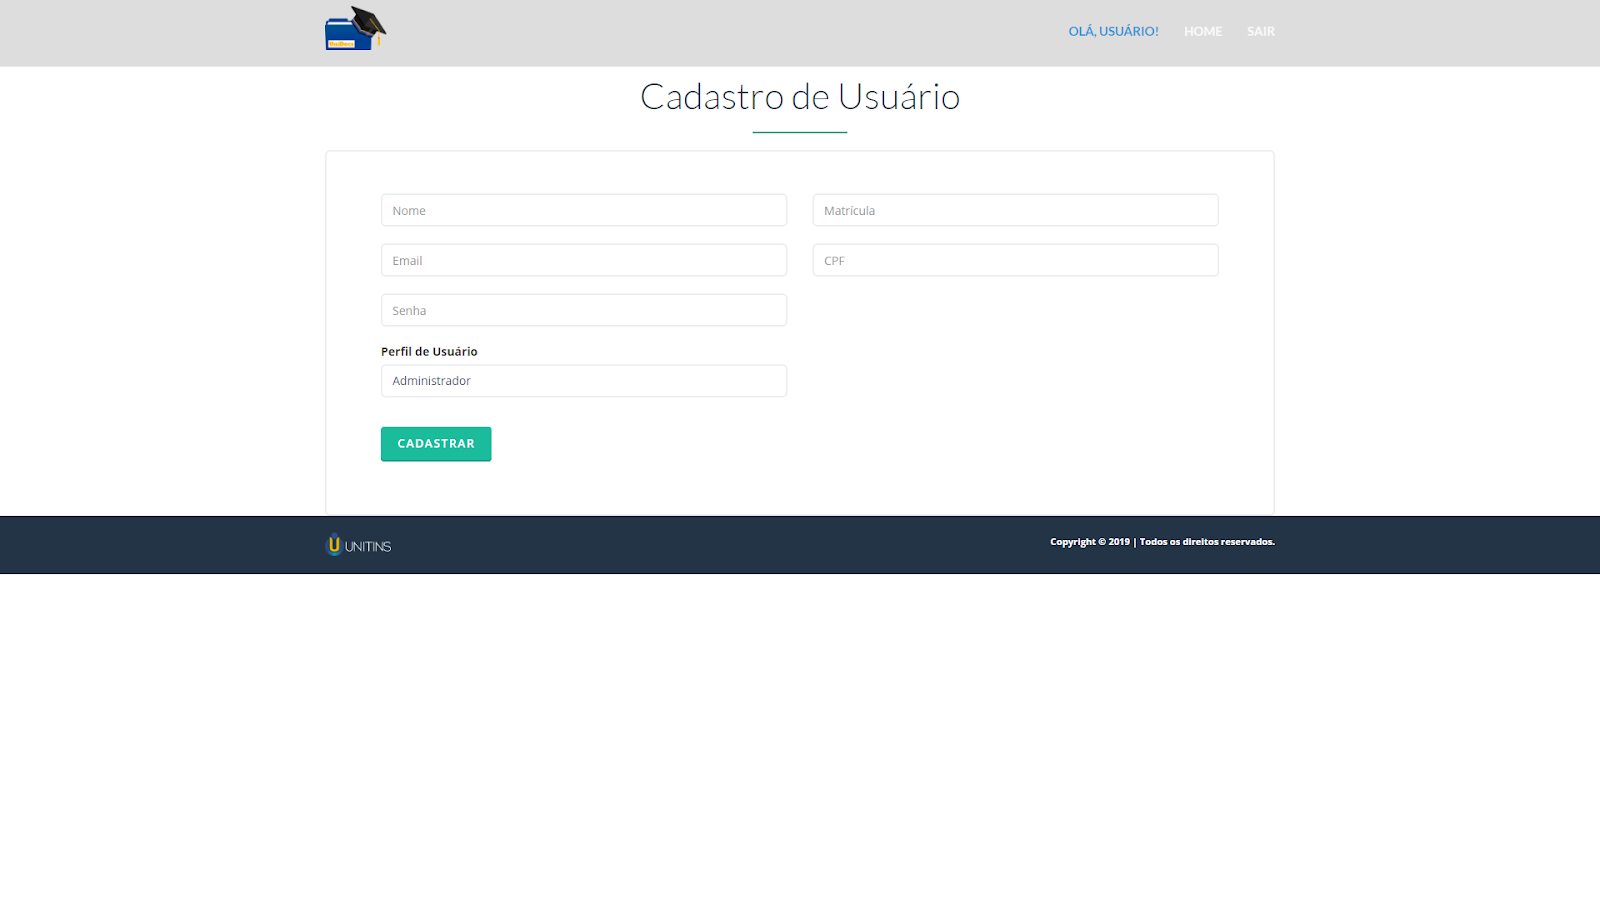 OLÁ, USUÁRIO! HOME SAIR
Cadastro de Usuário
Nome Matrícula
Email CPF
Senha
Perfil de Usuário
Administrador
CADASTRAR
UNITINS Copyright © 2019 | Todos os direitos reservados.